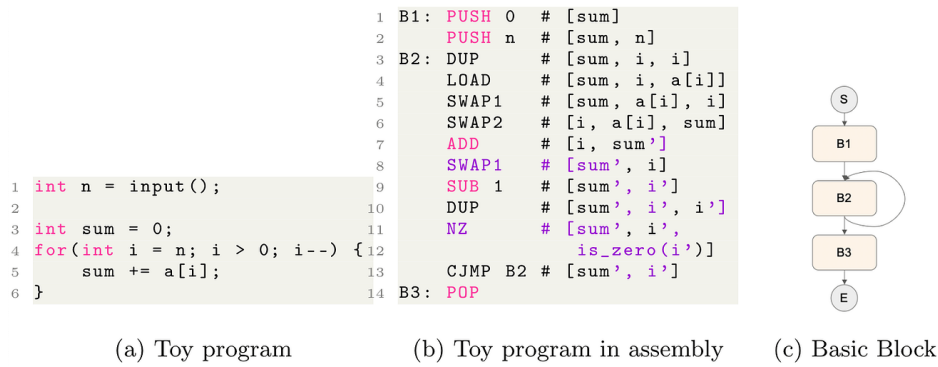 1 int n = input();
2
3 int sum = 0;
4 for(int i = n; i > 0; i--) {
5 sum += a[i];
6 }
(a) Toy program
1 B1: PUSH 0 # [sum]
2 PUSH n # [sum, n]
3 B2: DUP # [sum, i, i]
4 LOAD # [sum, i, a[i]]
5 SWAP1 # [sum, a[i], i]
6 SWAP2 # [i, a[i], sum]
7 ADD # [i, sum']
8 SWAP1 # [sum', i]
9 SUB 1 # [sum', i']
10 DUP # [sum', i', i']
11 NZ # [sum', i',
12 is_zero(i')]
13 CJMP B2 # [sum', i']
14 B3: POP
(b) Toy program in assembly
S
B1
B2
B3
E
(c) Basic Block